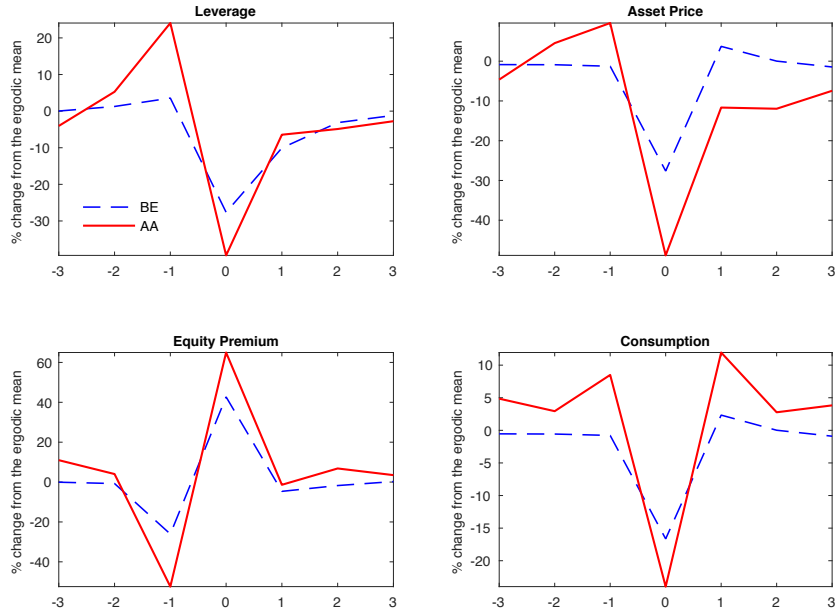 Leverage
% change from the ergodic mean
20
10
0
-10
-20
-30
BE
AA
-3 -2 -1 0 1 2 3
Asset Price
% change from the ergodic mean
0
-10
-20
-30
-40
-3 -2 -1 0 1 2 3
Equity Premium
% change from the ergodic mean
60
40
20
0
-20
-40
-3 -2 -1 0 1 2 3
Consumption
% change from the ergodic mean
10
5
0
-5
-10
-15
-20
-3 -2 -1 0 1 2 3